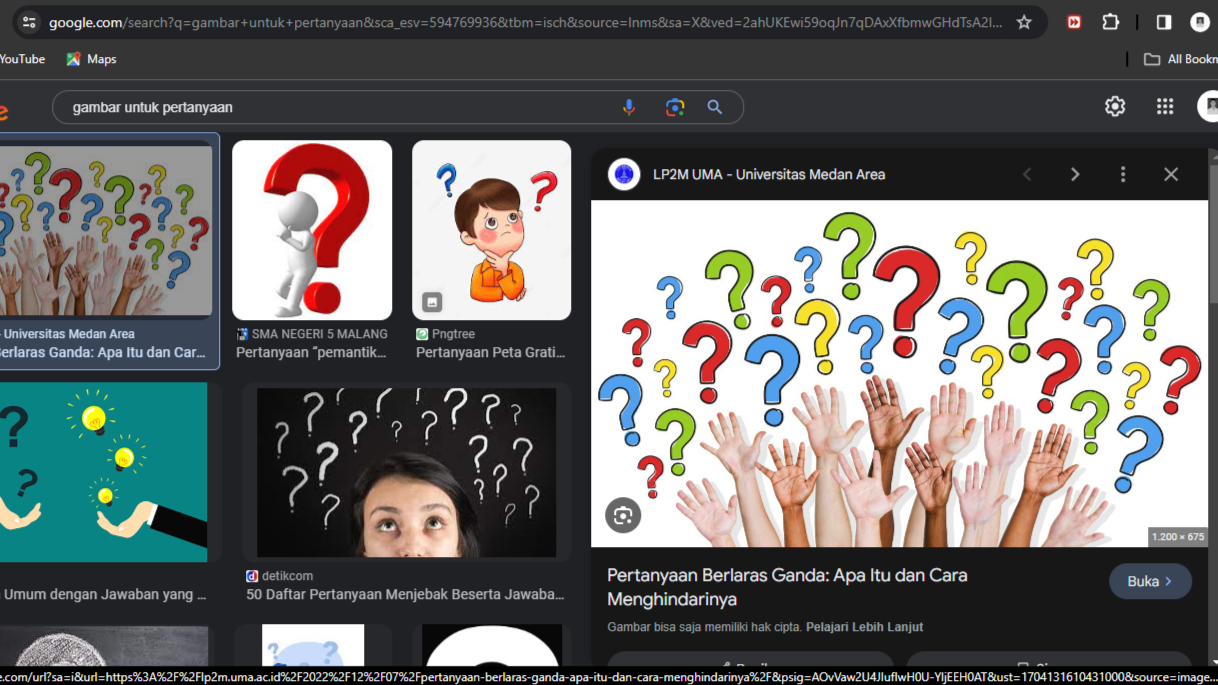 google.com/search?q=gambar+untuk+pertanyaan&sca_esv=594769936&tbm=isch&source=lnms&sa=X&ved=2ahUKEwi59oqJn7qDAxXfbmwGHdTsA2I...
YouTube
Maps
All Bookm
e
gambar untuk pertanyaan
LP2M UMA - Universitas Medan Area
- Universitas Medan Area
Berlaras Ganda: Apa Itu dan Car...
SMA NEGERI 5 MALANG
Pertanyaan “pemantik...
Pngtree
Pertanyaan Peta Grati...
1.200 × 675
Umum dengan Jawaban yang ...
detikcom
50 Daftar Pertanyaan Menjebak Beserta Jawaba...
Pertanyaan Berlaras Ganda: Apa Itu dan Cara
Menghindarinya
Buka
Gambar bisa saja memiliki hak cipta. Pelajari Lebih Lanjut
e.com/url?sa=i&url=https%3A%2F%2Flp2m.uma.ac.id%2F2022%2F12%2F07%2Fpertanyaan-berlaras-ganda-apa-itu-dan-cara-menghindarinya%2F&psig=AOvVaw2U4JIuflwH0U-YIjEEH0AT&ust=1704131610431000&source=image...